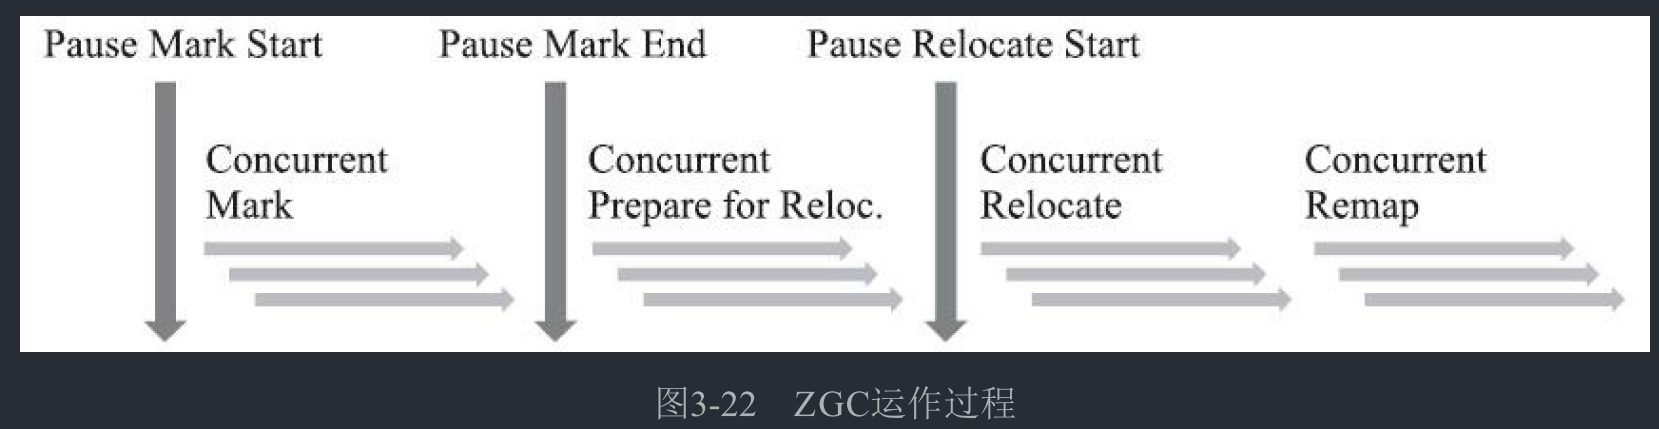 Pause Mark Start
Pause Mark End
Pause Relocate Start
Concurrent
Mark
Concurrent
Prepare for Reloc.
Concurrent
Relocate
Concurrent
Remap
图3-22 ZGC运作过程